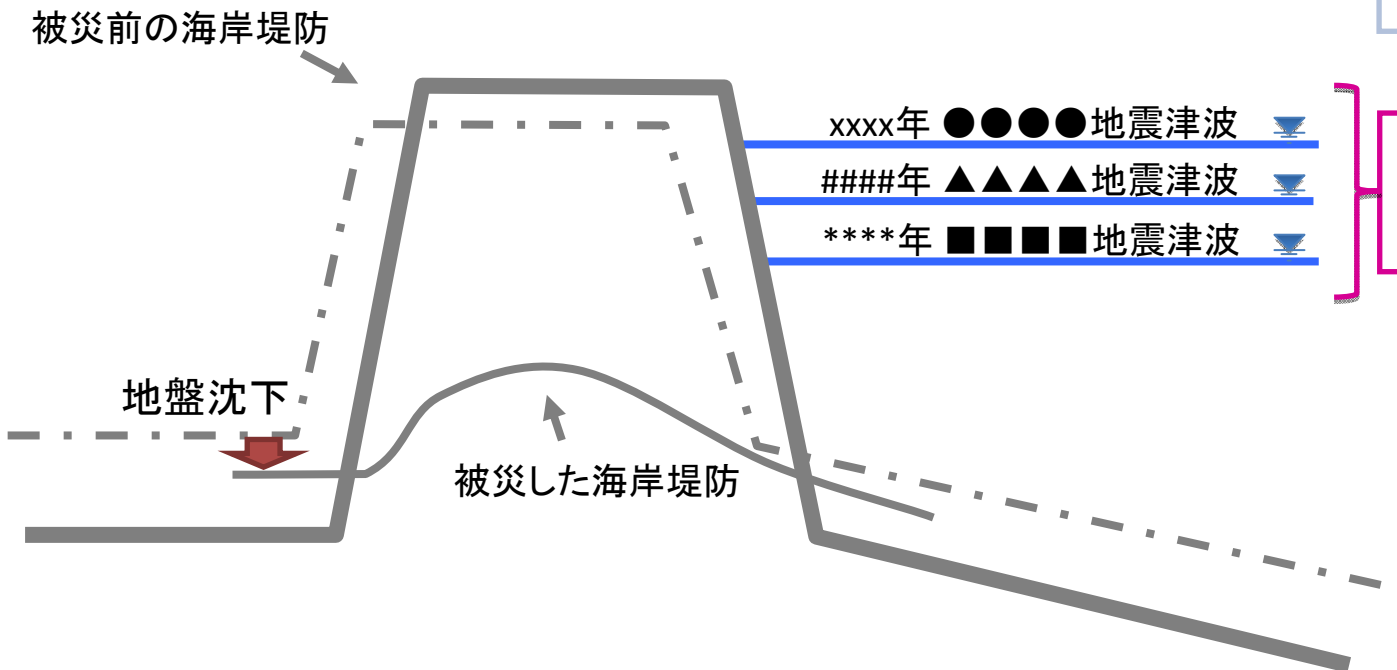 被災前の海岸堤防
xxxx年 ●●●●地震津波
####年 ▲▲▲▲地震津波
****年 ■■■■地震津波
地盤沈下
被災した海岸堤防